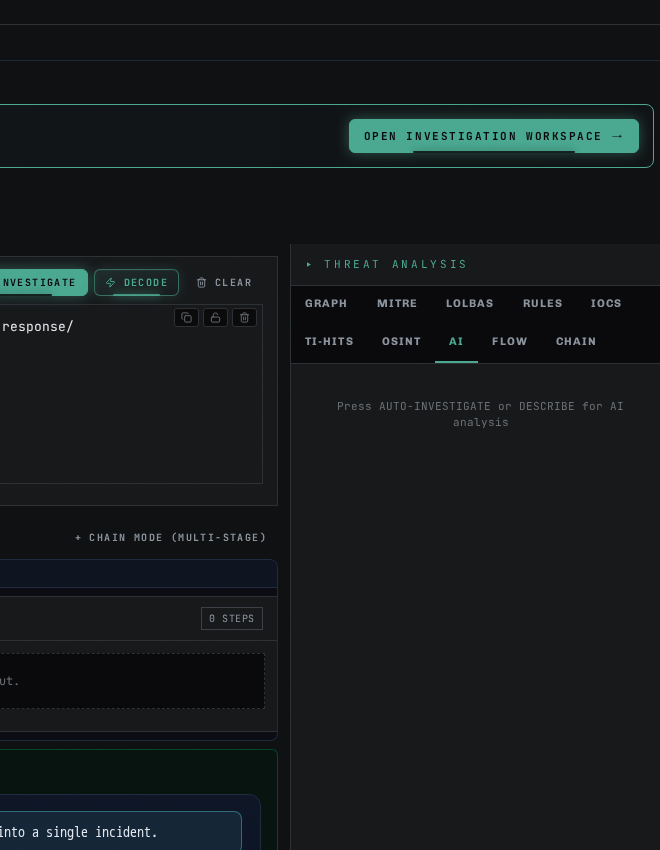 OPEN INVESTIGATION WORKSPACE →
NVESTIGATE
DECODE
CLEAR
response/
▸ THREAT ANALYSIS
GRAPH MITRE LOLBAS RULES IOCS
TI-HITS OSINT AI FLOW CHAIN
Press AUTO-INVESTIGATE or DESCRIBE for AI
analysis
+ CHAIN MODE (MULTI-STAGE)
0 STEPS
ut.
into a single incident.